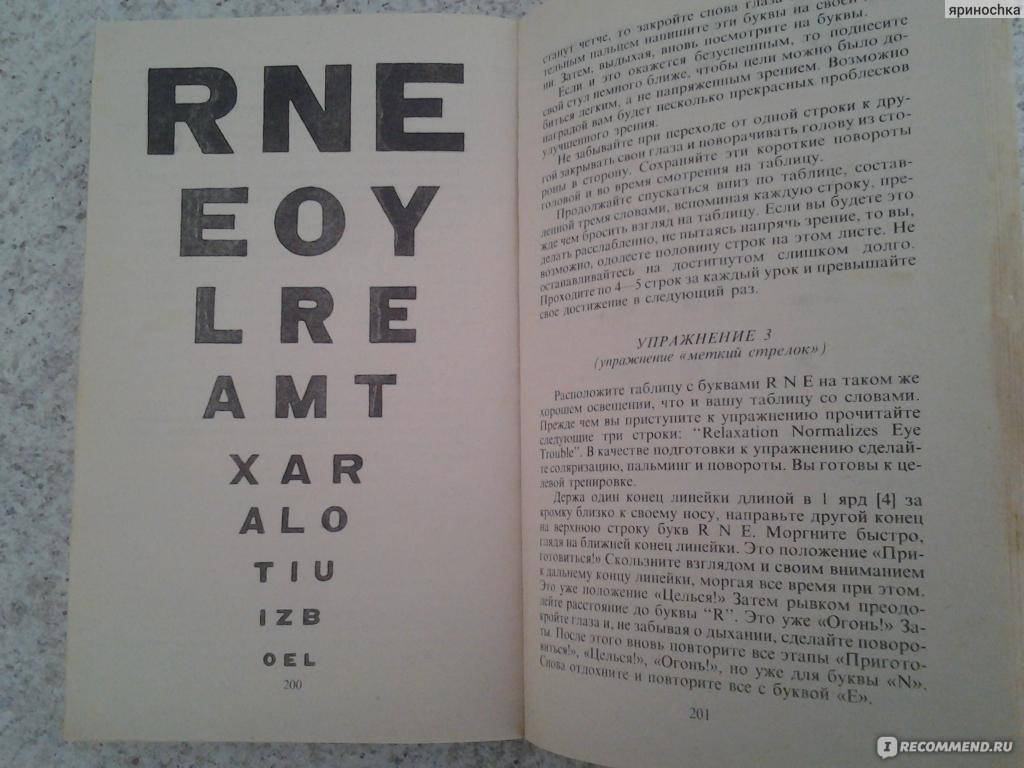 RNE
EOY
LRE
AMT
XAR
ALO
TIU
IZB
OEL
200
станут четче, то закройте снова глаза
тельным пальцем напишите эти буквы на своей
ни. Затем, выдыхая, вновь посмотрите на буквы.
Если и это окажется безуспешным, то поднесите
свой стул немного ближе, чтобы цели можно было до-
биться легким, а не напряженным зрением. Возможно
наградой вам будет несколько прекрасных проблесков
улучшенного зрения.
Не забывайте при переходе от одной строки к дру-
гой закрывать свои глаза и поворачивать голову из сто-
роны в сторону. Сохраняйте эти короткие повороты
головой и во время смотрения на таблицу.
Продолжайте спускаться вниз по таблице, состав-
ленной тремя словами, вспоминая каждую строку, пре-
жде чем бросить взгляд на таблицу. Если вы будете это
делать расслабленно, не пытаясь напрячь зрение, то вы,
возможно, одолеете половину строк на этом листе. Не
останавливайтесь на достигнутом слишком долго.
Проходите по 4—5 строк за каждый урок и превышайте
свое достижение в следующий раз.
УПРАЖНЕНИЕ 3
(упражнение «меткий стрелок»)
Расположите таблицу с буквами R N E на таком же
хорошем освещении, что и вашу таблицу со словами.
Прежде чем вы приступите к упражнению прочитайте
следующие три строки: “Relaxation Normalizes Eye
Trouble”. В качестве подготовки к упражнению сделай-
те соляризацию, пальминг и повороты. Вы готовы к це-
левой тренировке.
Держа один конец линейки длиной в 1 ярд [4] за
кромку близко к своему носу, направьте другой конец
на верхнюю строку букв R N E. Моргните быстро,
глядя на ближней конец линейки. Это положение «При-
готовиться!» Скользните взглядом и своим вниманием
к дальнему концу линейки, моргая все время при этом.
Это уже положение «Целься!» Затем рывком преодо-
лейте расстояние до буквы “R”. Это уже «Огонь!» За-
кройте глаза и, не забывая о дыхании, сделайте поворо-
ты. После этого вновь повторите все этапы «Пригото-
виться!», «Целься!», «Огонь!», но уже для буквы «N».
Снова отдохните и повторите все с буквой «E».
201
яриночка
I RECOMMEND.RU